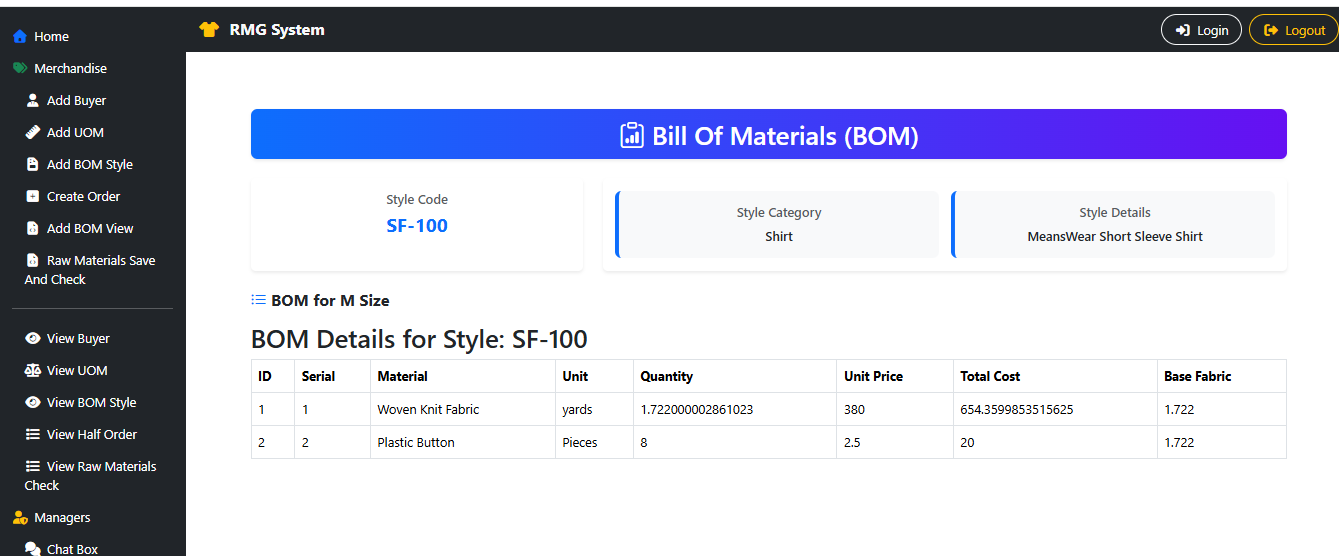 Home
Merchandise
Add Buyer
Add UOM
Add BOM Style
Create Order
Add BOM View
Raw Materials Save
And Check
View Buyer
View UOM
View BOM Style
View Half Order
View Raw Materials
Check
Managers
Chat Box
RMG System
Login
Logout
Bill Of Materials (BOM)
Style Code
SF-100
Style Category
Shirt
Style Details
MeansWear Short Sleeve Shirt
BOM for M Size
BOM Details for Style: SF-100
ID Serial Material Unit Quantity Unit Price Total Cost Base Fabric
1 1 Woven Knit Fabric yards 1.722000002861023 380 654.3599853515625 1.722
2 2 Plastic Button Pieces 8 2.5 20 1.722